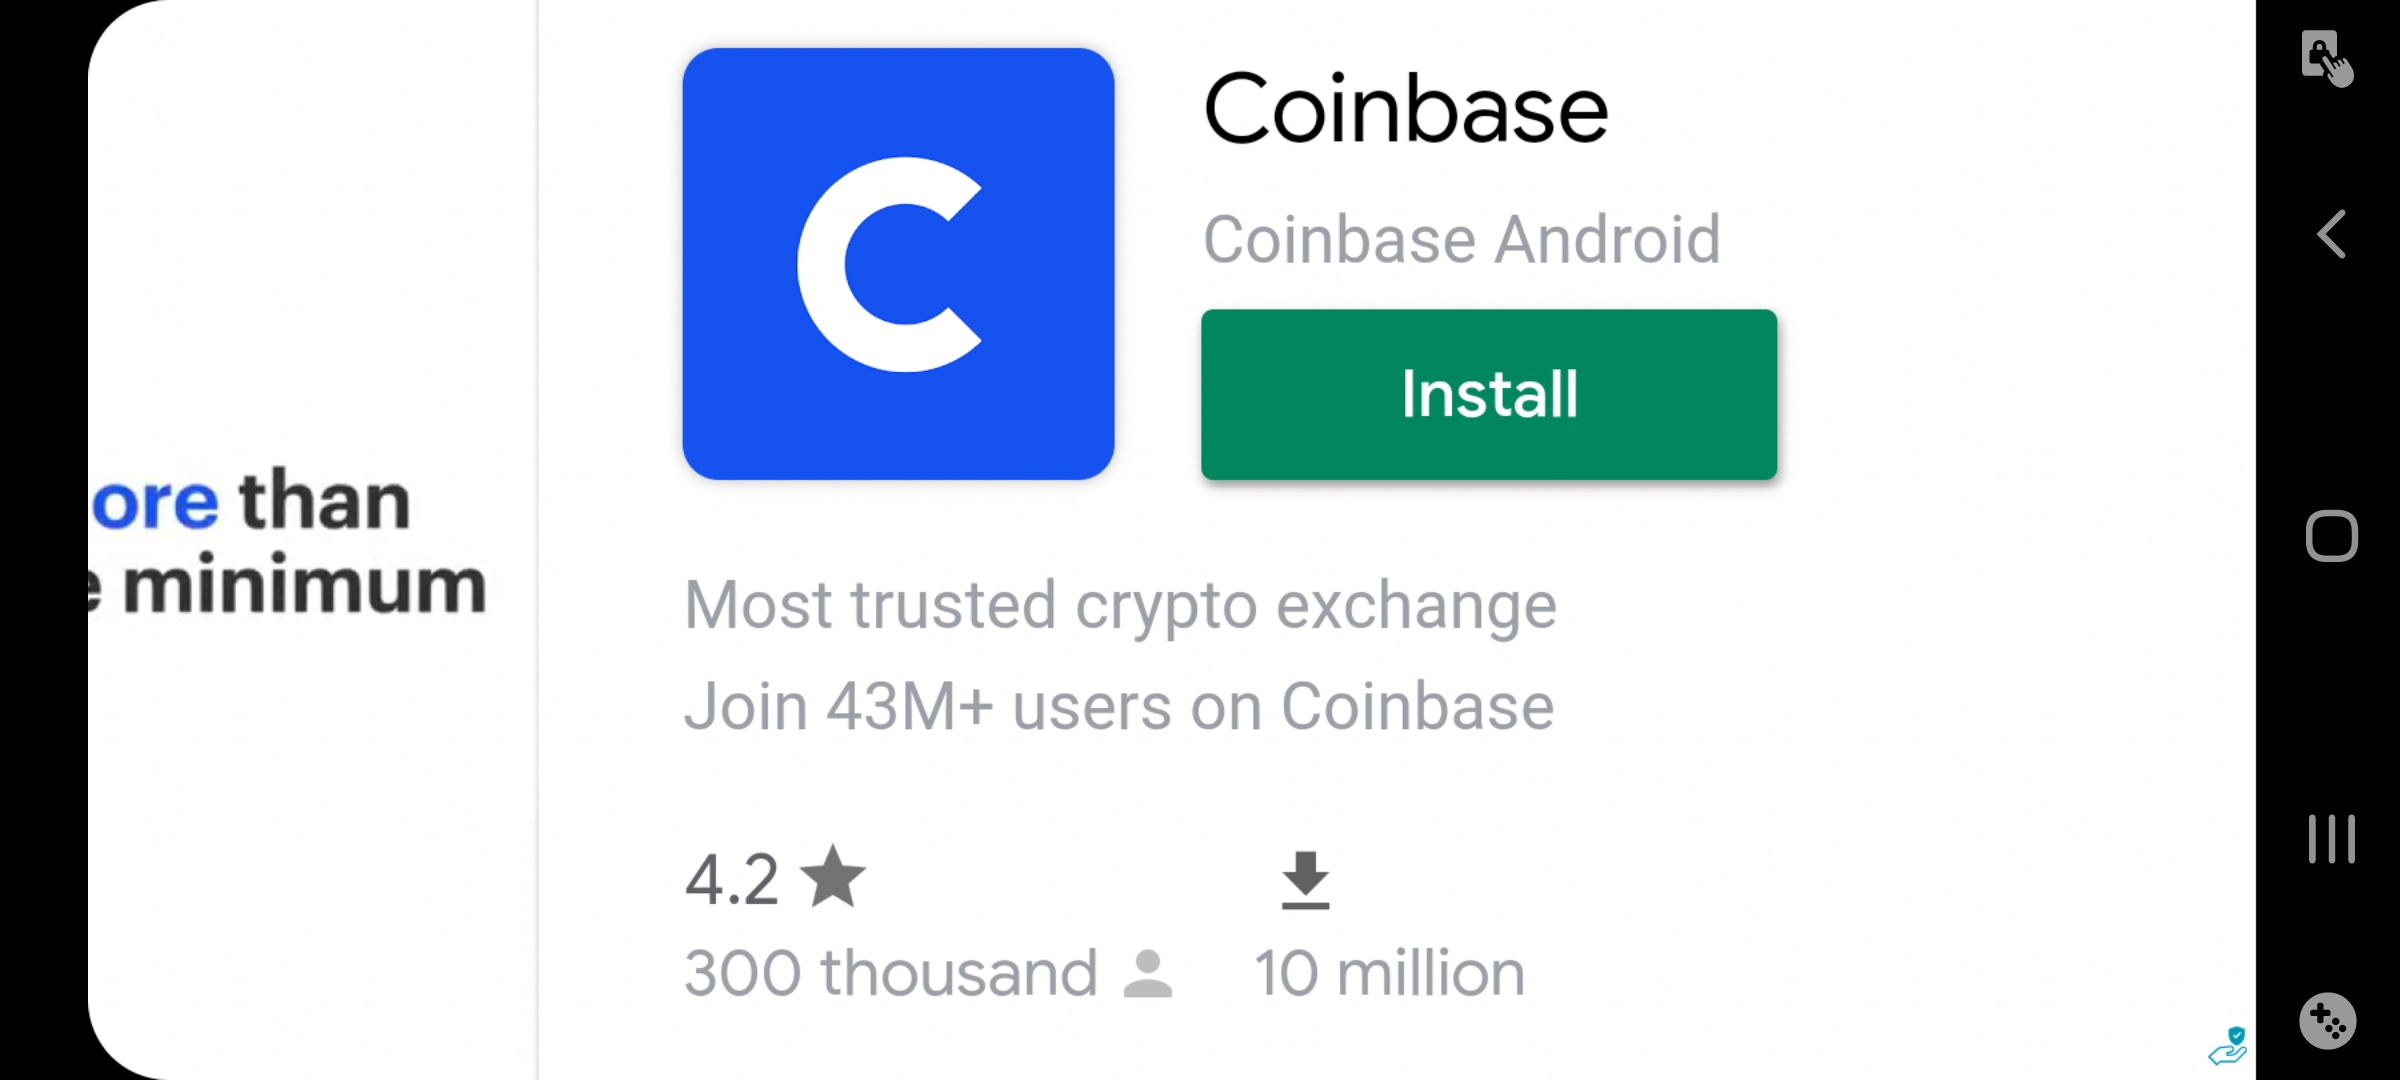 ore than
minimum
Coinbase
Coinbase Android
Install
Most trusted crypto exchange
Join 43M+ users on Coinbase
4.2
300 thousand
10 million